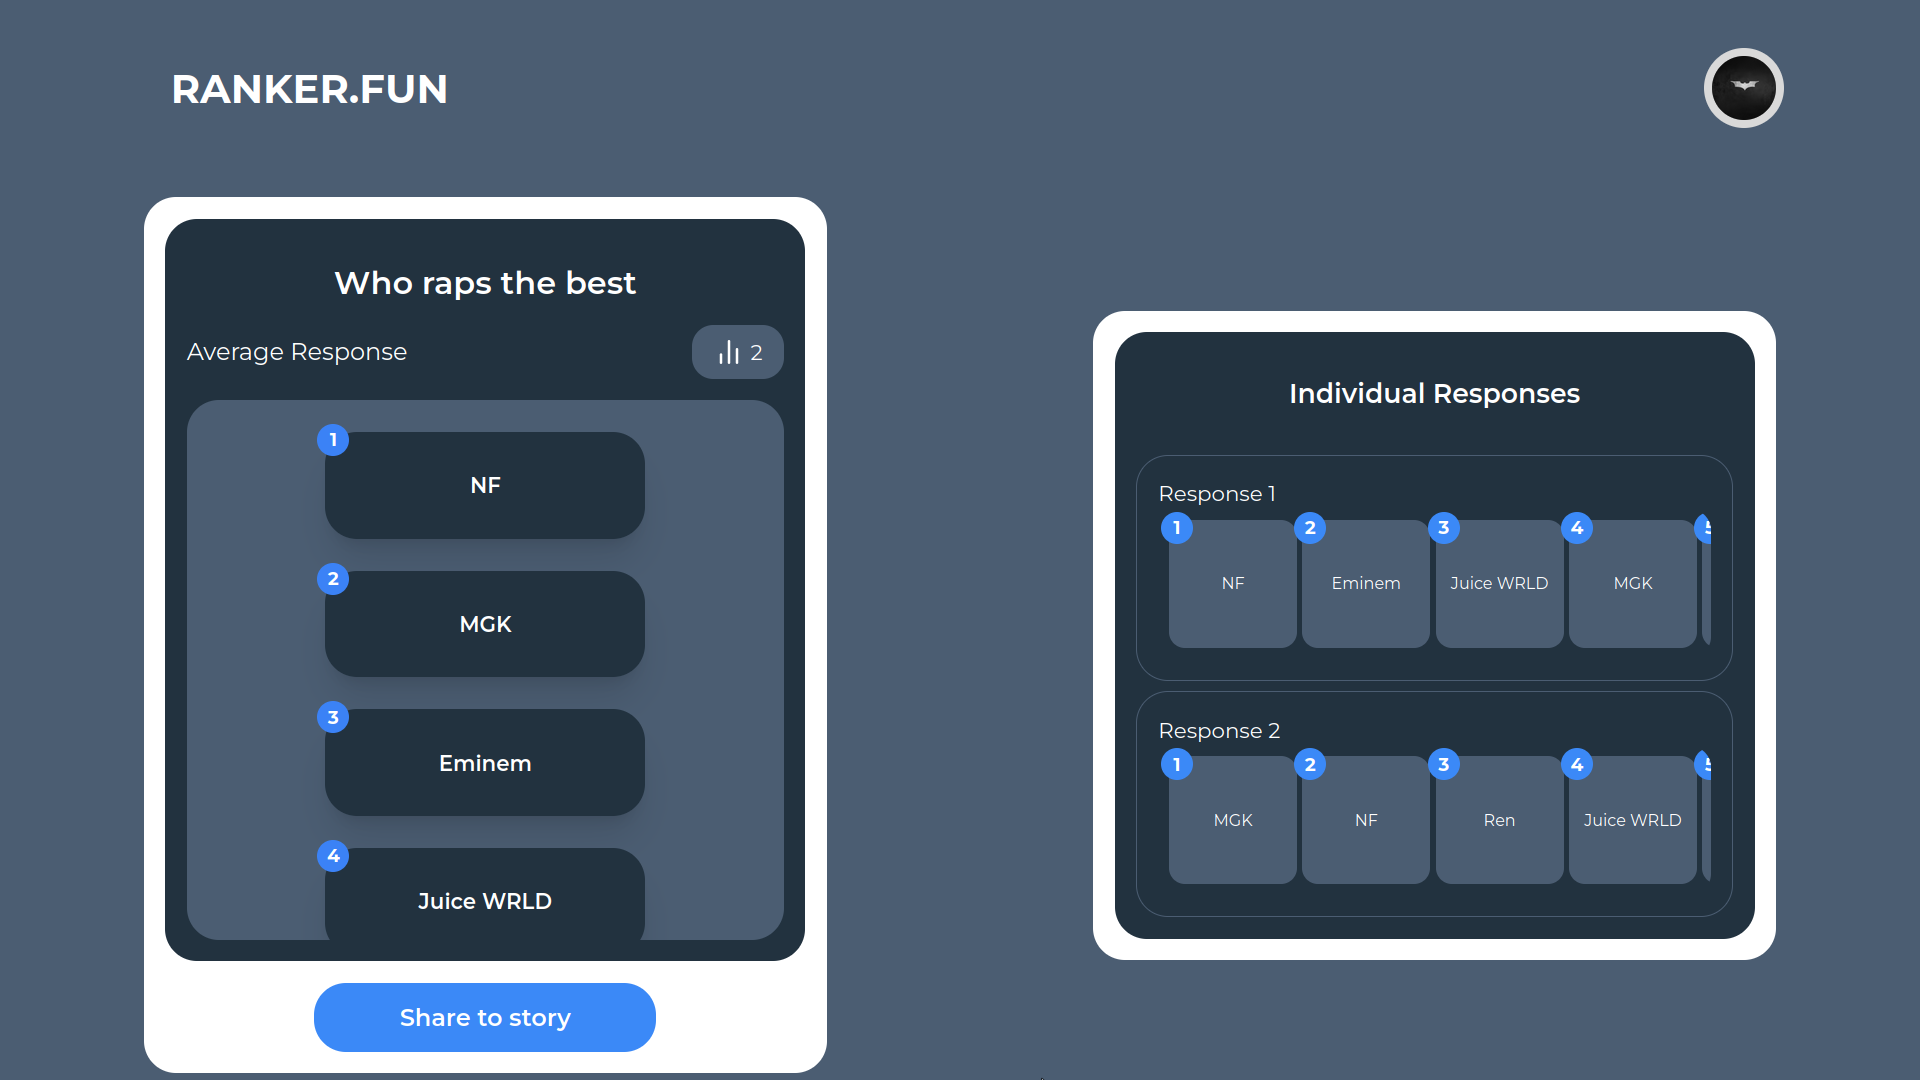 RANKER.FUN
Who raps the best
Average Response
2
1
NF
2
MGK
3
Eminem
4
Juice WRLD
Share to story
Individual Responses
Response 1
1 2 3 4 5
NF Eminem Juice WRLD MGK
Response 2
1 2 3 4 5
MGK NF Ren Juice WRLD